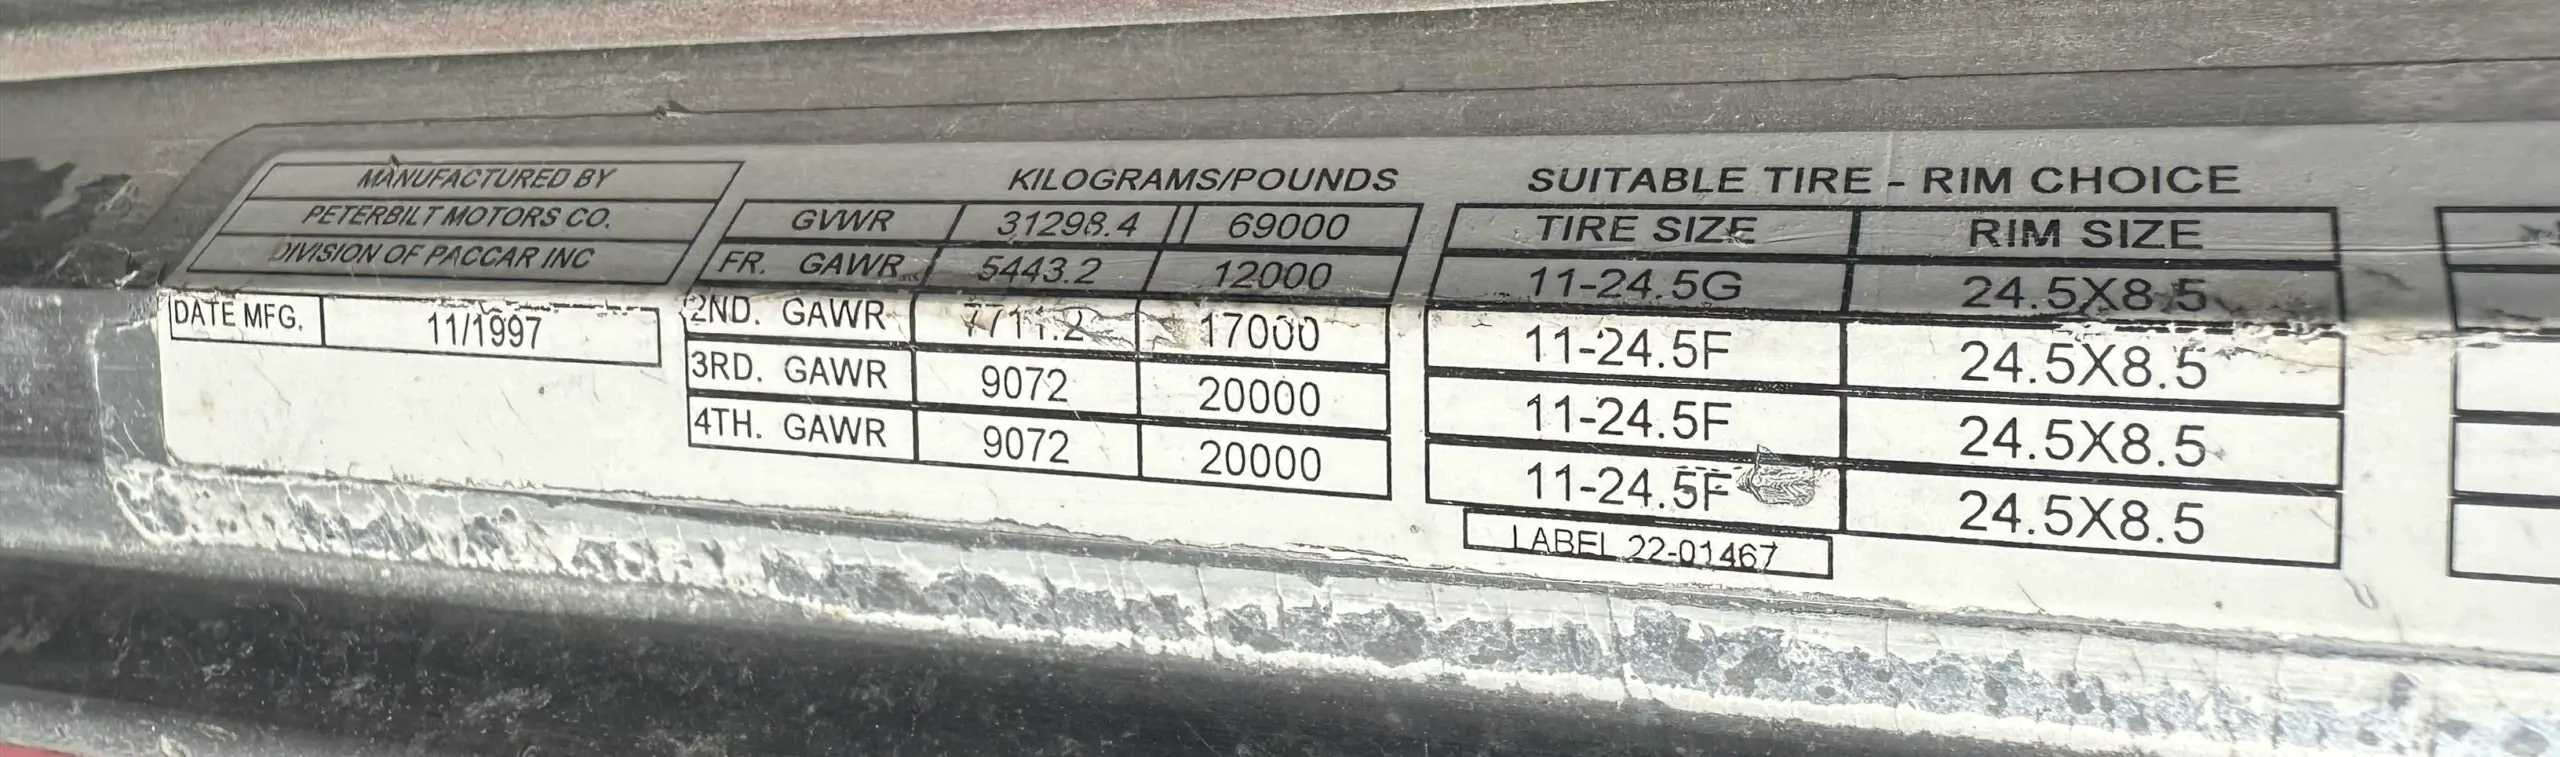 MANUFACTURED BY
PETERBILT MOTORS CO.
DIVISION OF PACCAR INC
DATE MFG. 11/1997
KILOGRAMS/POUNDS
GVWR 31298.4 69000
FR. GAWR 5443.2 12000
2ND. GAWR 7711.2 17000
3RD. GAWR 9072 20000
4TH. GAWR 9072 20000
SUITABLE TIRE - RIM CHOICE
TIRE SIZE RIM SIZE
11-24.5G 24.5X8.5
11-24.5F 24.5X8.5
11-24.5F 24.5X8.5
11-24.5F 24.5X8.5
LABEL 22-01467